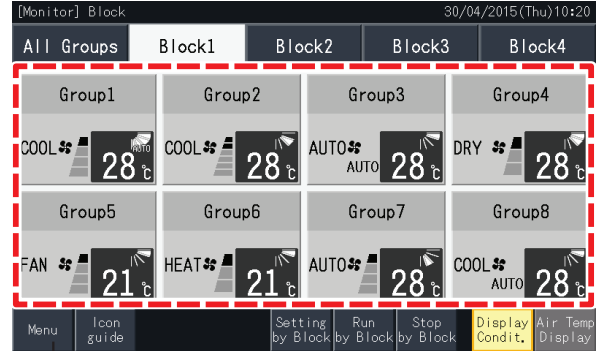 [Monitor] Block 30/04/2015(Thu)10:20
All Groups Block1 Block2 Block3 Block4
Group1 Group2 Group3 Group4
COOL AUTO 28℃ COOL 28℃ AUTO AUTO 28℃ DRY 28℃
Group5 Group6 Group7 Group8
FAN 21℃ HEAT 21℃ AUTO 28℃ COOL AUTO 28℃
Menu Icon guide Setting by Block Run by Block Stop by Block Display Condit. Air Temp Display